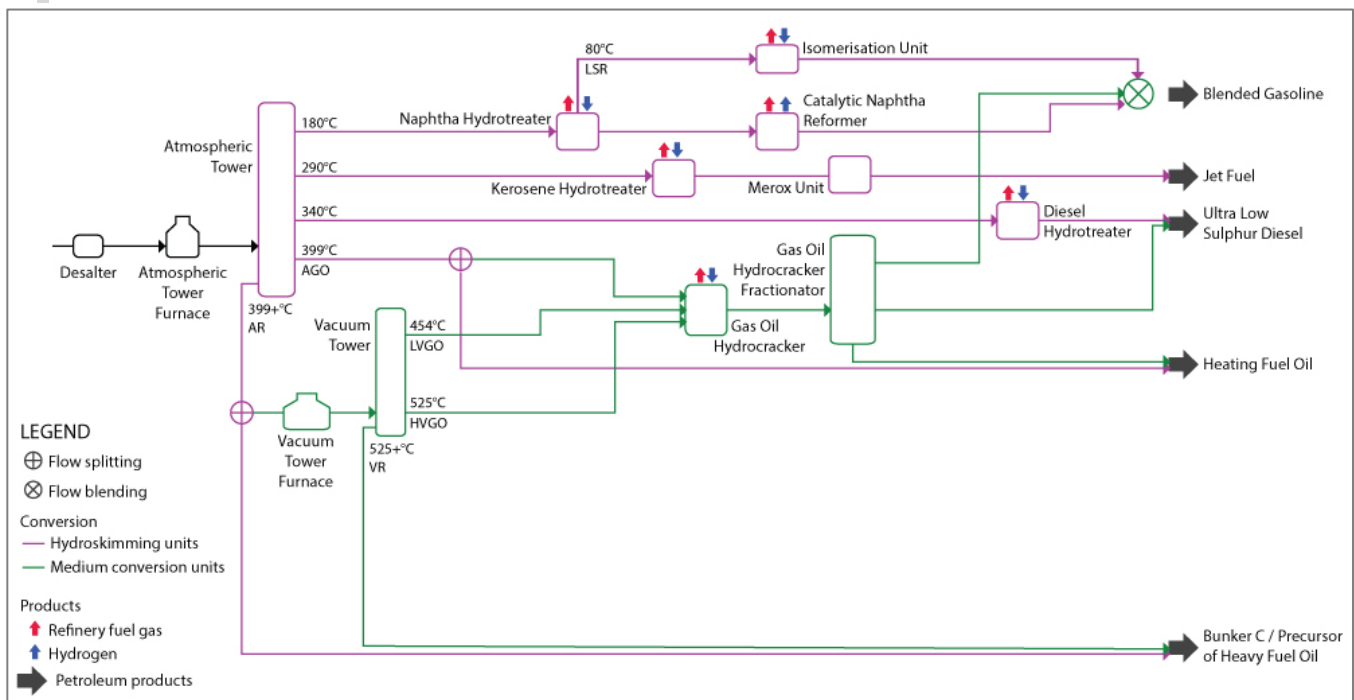 80°C
LSR
Isomerisation Unit
Blended Gasoline
180°C
Naphtha Hydrotreater
Catalytic Naphtha
Reformer
Atmospheric
Tower
290°C
Kerosene Hydrotreater
Merox Unit
Jet Fuel
340°C
Diesel
Hydrotreater
Ultra Low
Sulphur Diesel
Desalter
Atmospheric
Tower
Furnace
399°C
AGO
Gas Oil
Hydrocracker
Fractionator
399+°C
AR
Vacuum
Tower
454°C
LVGO
Gas Oil
Hydrocracker
Heating Fuel Oil
525°C
HVGO
Vacuum
Tower
Furnace
525+°C
VR
LEGEND
Flow splitting
Flow blending
Conversion
Hydroskimming units
Medium conversion units
Products
Refinery fuel gas
Hydrogen
Petroleum products
Bunker C / Precursor
of Heavy Fuel Oil